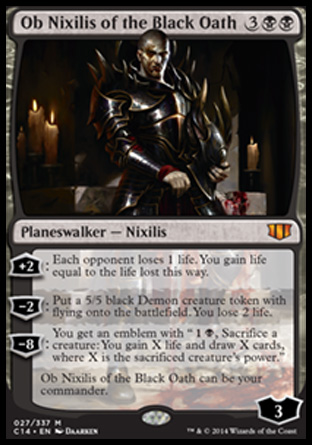 Ob Nixilis of the Black Oath 3
Planeswalker — Nixilis
+2 : Each opponent loses 1 life. You gain life
equal to the life lost this way.
-2 : Put a 5/5 black Demon creature token with
flying onto the battlefield. You lose 2 life.
-8 : You get an emblem with “ 1 , Sacrifice a
creature: You gain X life and draw X cards,
where X is the sacrificed creature's power.”
Ob Nixilis of the Black Oath can be your
commander.
3
027/337 M
C14 • EN DAARKEN
™ & © 2014 Wizards of the Coast